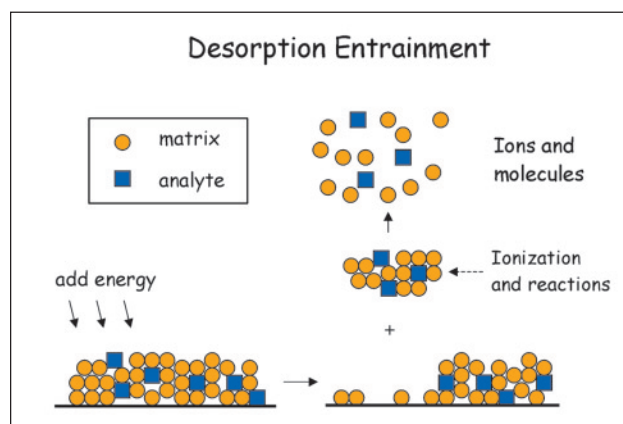 Desorption Entrainment
matrix
analyte
Ions and
molecules
add energy
Ionization
and reactions
+